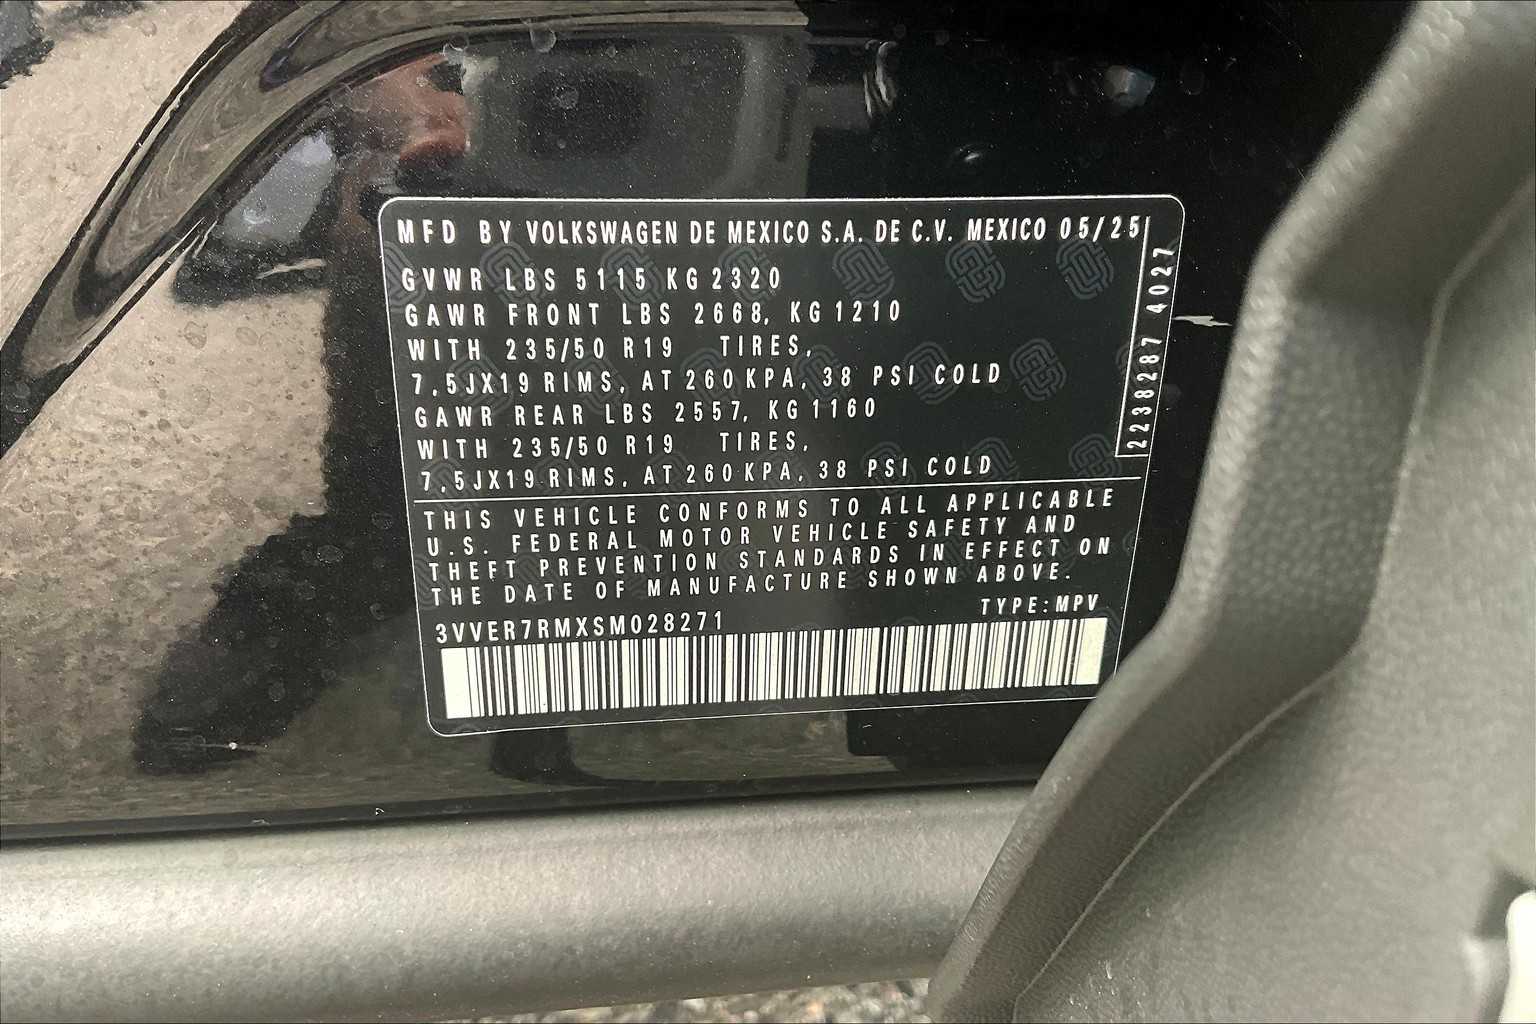 MFD BY VOLKSWAGEN DE MEXICO S.A. DE C.V. MEXICO 05/25
GVWR LBS 5115 KG 2320
GAWR FRONT LBS 2668, KG 1210
WITH 235/50 R19 TIRES,
7,5JX19 RIMS, AT 260 KPA, 38 PSI COLD
GAWR REAR LBS 2557, KG 1160
WITH 235/50 R19 TIRES,
7,5JX19 RIMS, AT 260 KPA, 38 PSI COLD
2238287 4027
THIS VEHICLE CONFORMS TO ALL APPLICABLE
U.S. FEDERAL MOTOR VEHICLE SAFETY AND
THEFT PREVENTION STANDARDS IN EFFECT ON
THE DATE OF MANUFACTURE SHOWN ABOVE.
TYPE:MPV
3VVER7RMXSM028271